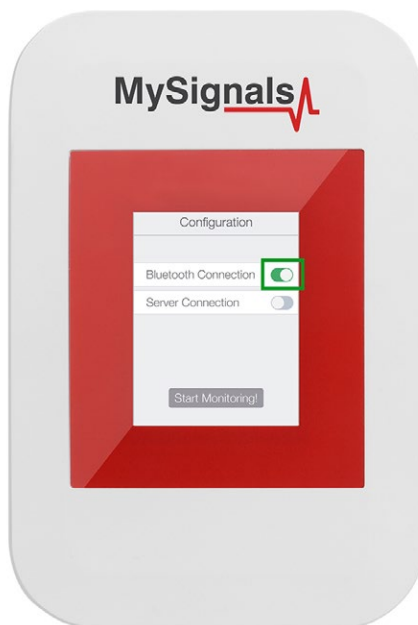 MySignals
Configuration
Bluetooth Connection
Server Connection
Start Monitoring!